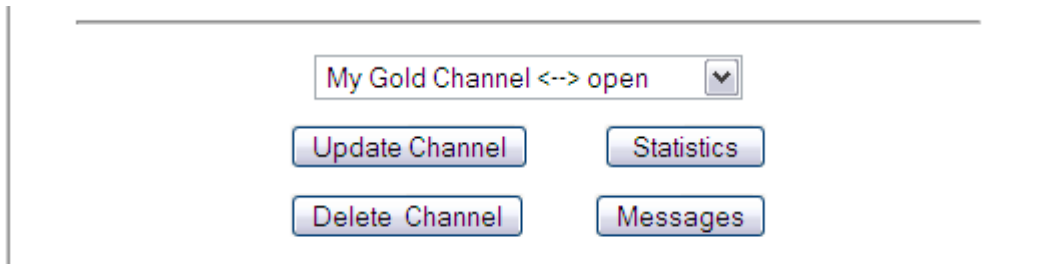 My Gold Channel <--> open
Update Channel Statistics
Delete Channel Messages